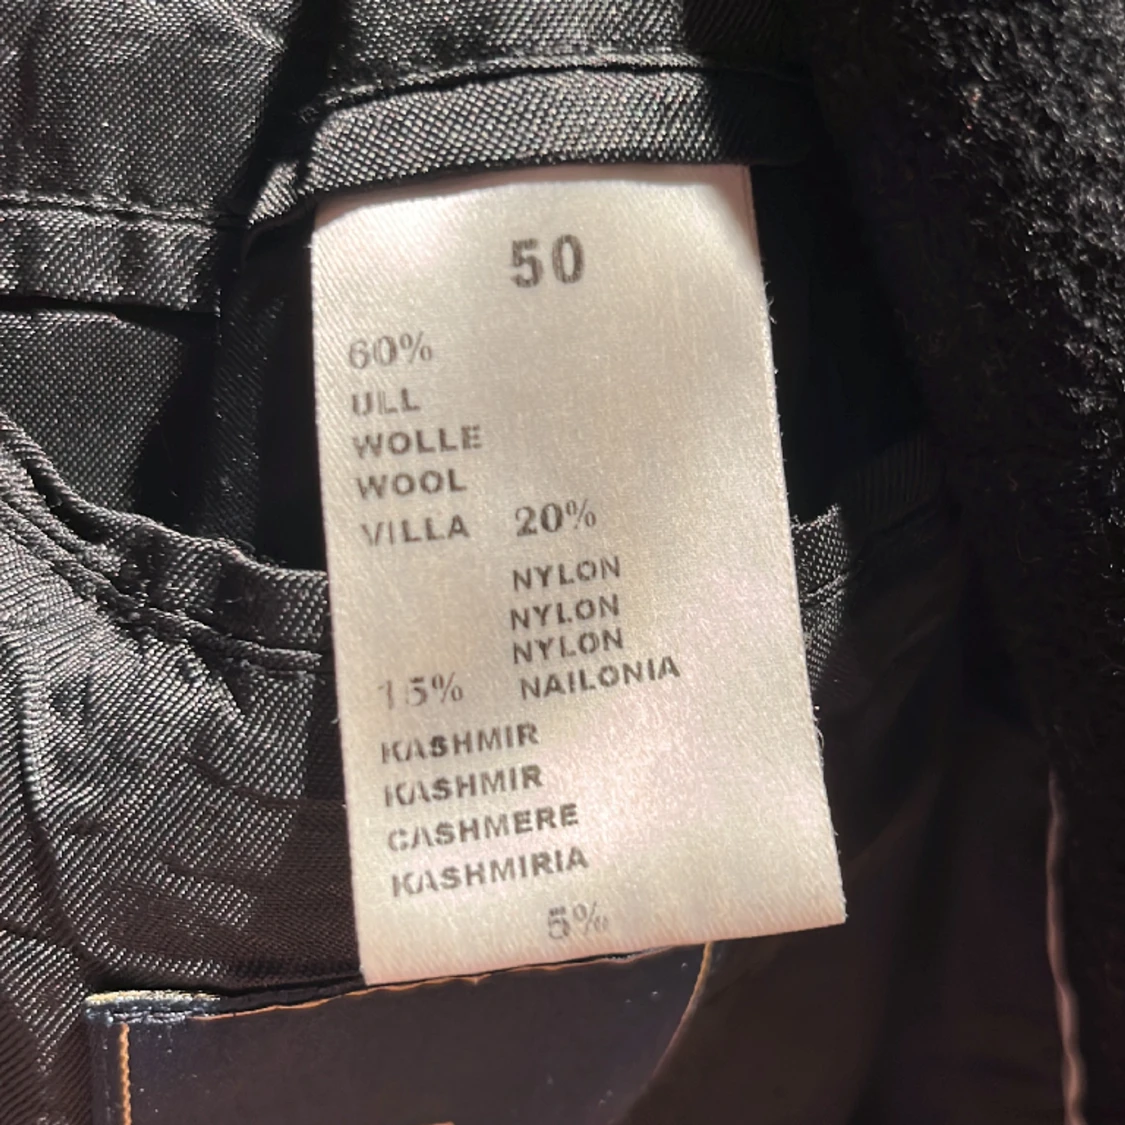 50
60%
ULL
WOLLE
WOOL
VILLA
20%
NYLON
NYLON
NYLON
NAILONIA
15%
KASHMIR
KASHMIR
CASHMERE
KASHMIRIA
5%